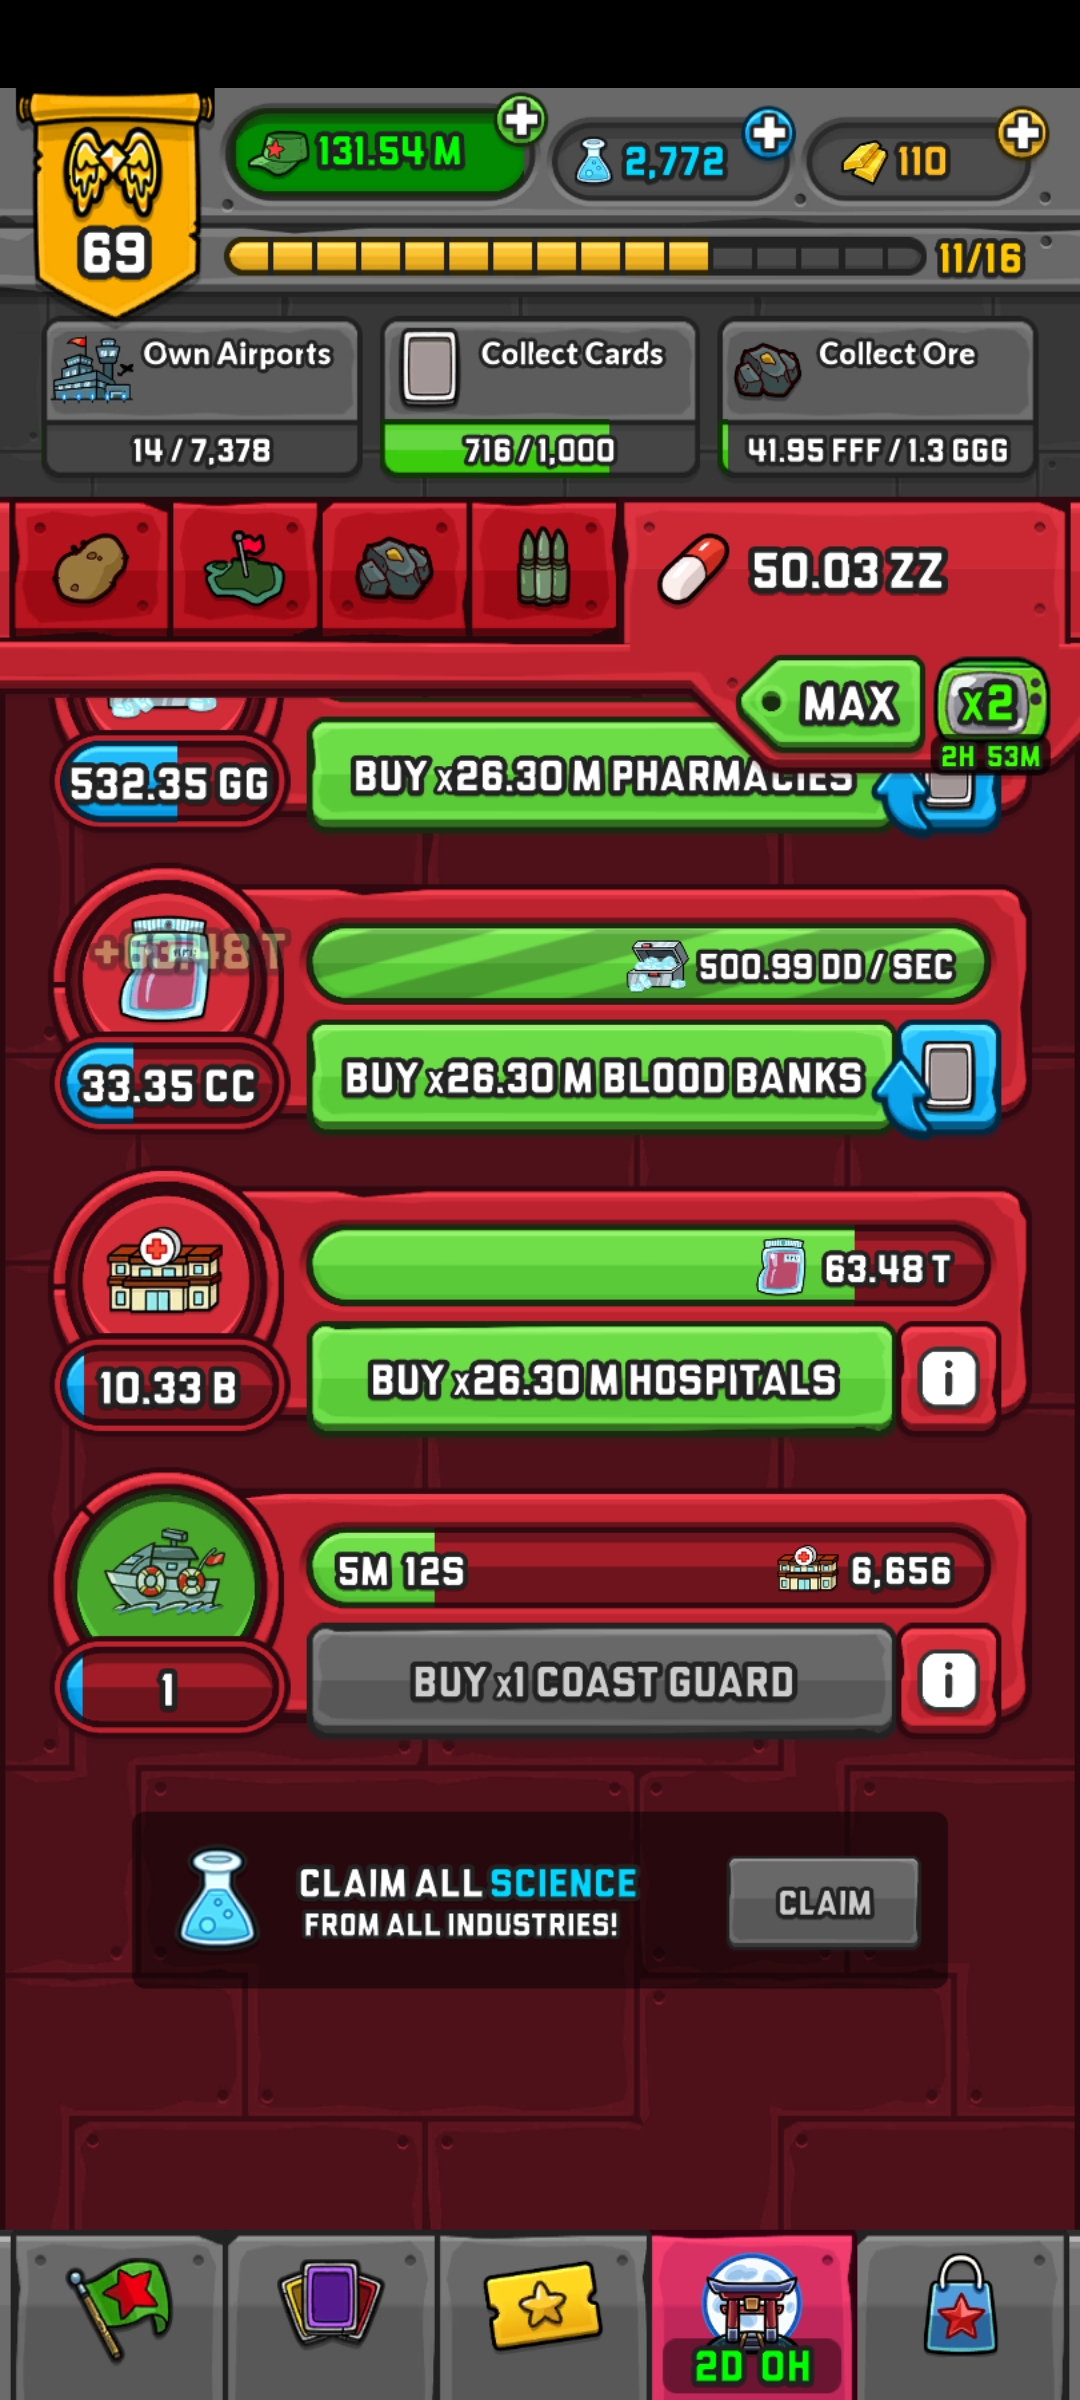 131.54 M
2,772
110
69
11/16
Own Airports
Collect Cards
Collect Ore
14 / 7,378
716 / 1,000
41.95 FFF / 1.3 GGG
50.03 ZZ
MAX
x2
2H 53M
532.35 GG
BUY x26.30 M PHARMACIES
+63.48 T
500.99 DD / SEC
33.35 CC
BUY x26.30 M BLOOD BANKS
63.48 T
10.33 B
BUY x26.30 M HOSPITALS
i
5M 12S
6,656
1
BUY x1 COAST GUARD
i
CLAIM ALL SCIENCE
FROM ALL INDUSTRIES!
CLAIM
2D 0H